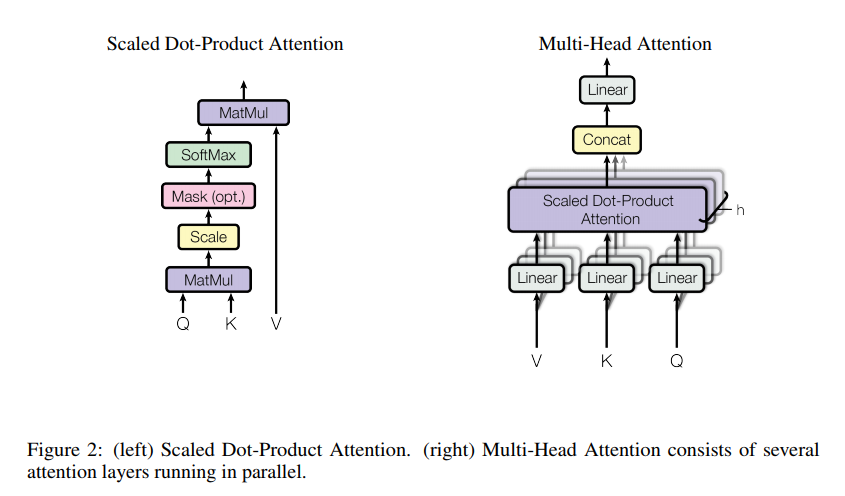 Scaled Dot-Product Attention
MatMul
SoftMax
Mask (opt.)
Scale
MatMul
Q K V
Multi-Head Attention
Linear
Concat
Scaled Dot-Product
Attention
h
Linear Linear Linear
V K Q
Figure 2: (left) Scaled Dot-Product Attention. (right) Multi-Head Attention consists of several
attention layers running in parallel.